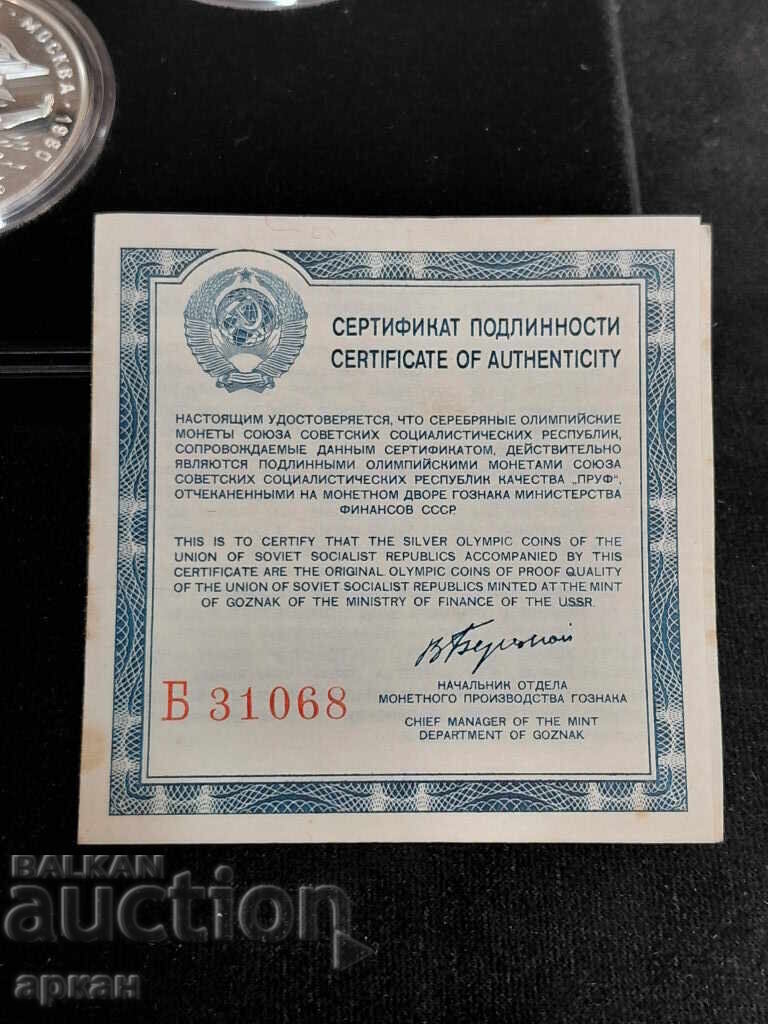 · МОСКВА · 1980
СЕРТИФИКАТ ПОДЛИННОСТИ
CERTIFICATE OF AUTHENTICITY
НАСТОЯЩИМ УДОСТОВЕРЯЕТСЯ, ЧТО СЕРЕБРЯНЫЕ ОЛИМПИЙСКИЕ
МОНЕТЫ СОЮЗА СОВЕТСКИХ СОЦИАЛИСТИЧЕСКИХ РЕСПУБЛИК,
СОПРОВОЖДАЕМЫЕ ДАННЫМ СЕРТИФИКАТОМ, ДЕЙСТВИТЕЛЬНО
ЯВЛЯЮТСЯ ПОДЛИННЫМИ ОЛИМПИЙСКИМИ МОНЕТАМИ СОЮЗА
СОВЕТСКИХ СОЦИАЛИСТИЧЕСКИХ РЕСПУБЛИК КАЧЕСТВА „ПРУФ“,
ОТЧЕКАНЕННЫМИ НА МОНЕТНОМ ДВОРЕ ГОЗНАКА МИНИСТЕРСТВА
ФИНАНСОВ СССР.
THIS IS TO CERTIFY THAT THE SILVER OLYMPIC COINS OF THE
UNION OF SOVIET SOCIALIST REPUBLICS ACCOMPANIED BY THIS
CERTIFICATE ARE THE ORIGINAL OLYMPIC COINS OF PROOF QUALITY
OF THE UNION OF SOVIET SOCIALIST REPUBLICS MINTED AT THE MINT
OF GOZNAK OF THE MINISTRY OF FINANCE OF THE USSR.
Б 31068
НАЧАЛЬНИК ОТДЕЛА
МОНЕТНОГО ПРОИЗВОДСТВА ГОЗНАКА
CHIEF MANAGER OF THE MINT
DEPARTMENT OF GOZNAK
BALKAN
auction
аркан